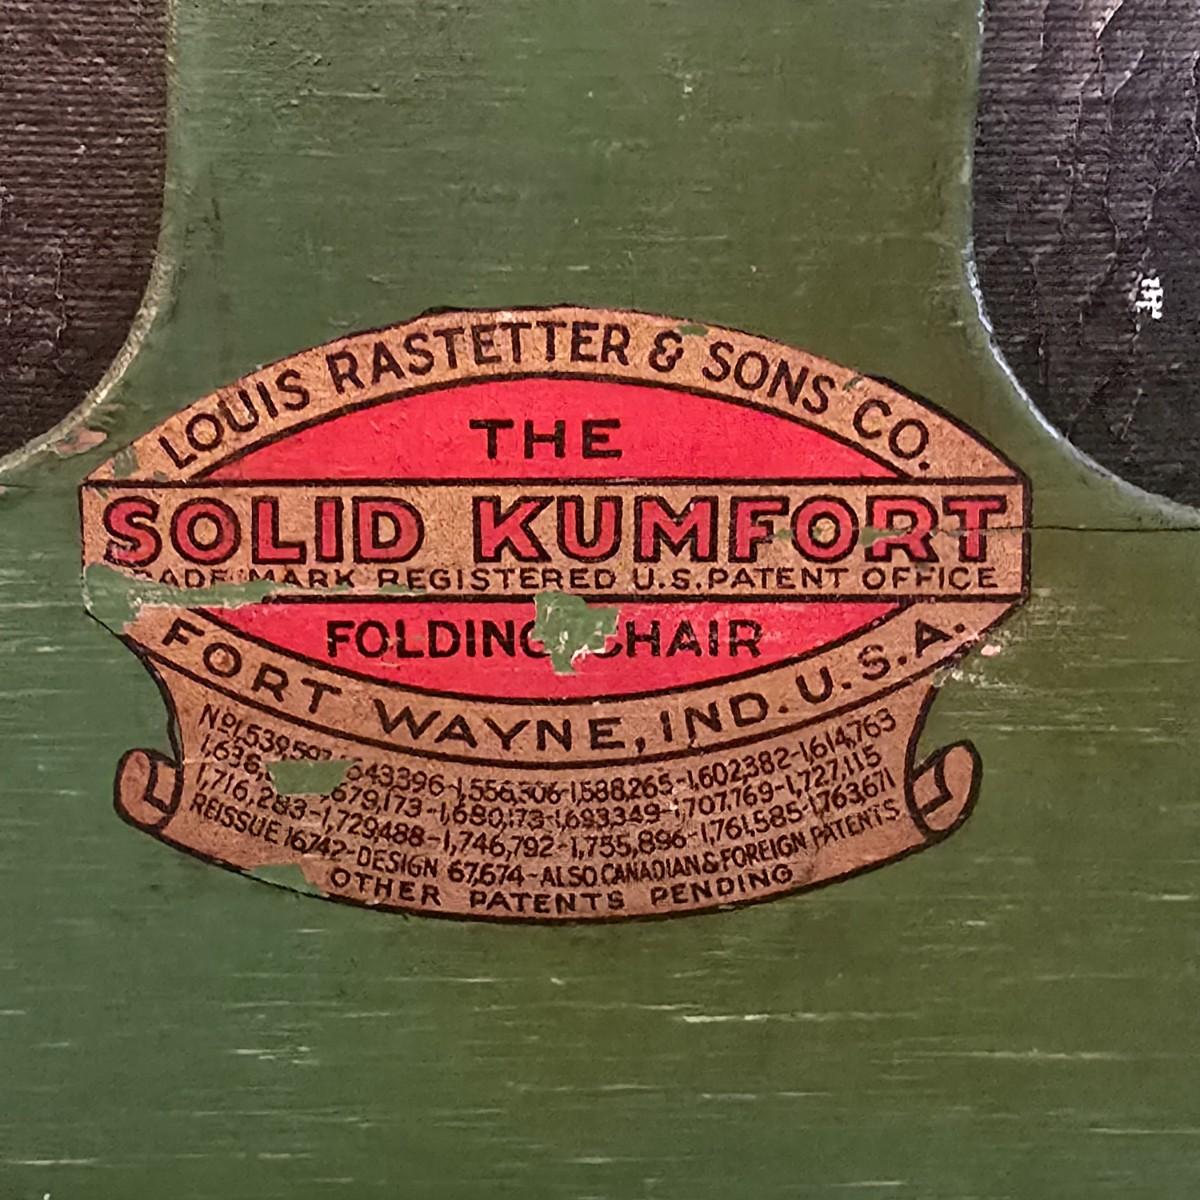 LOUIS RASTETTER & SONS CO.
THE
SOLID KUMFORT
MARK REGISTERED U.S. PATENT OFFICE
FOLDING CHAIR
FORT WAYNE, IND. U.S.A.
1,556,306-1,588,265-1,602,382-1,614,763
1,680,173-1,693,349-1,707,769-1,727,115
1,716,283-1,729,488-1,746,792-1,755,896-1,761,585-1,763,671
REISSUE 16742-DESIGN 67,674-ALSO CANADIAN & FOREIGN PATENTS
OTHER PATENTS PENDING